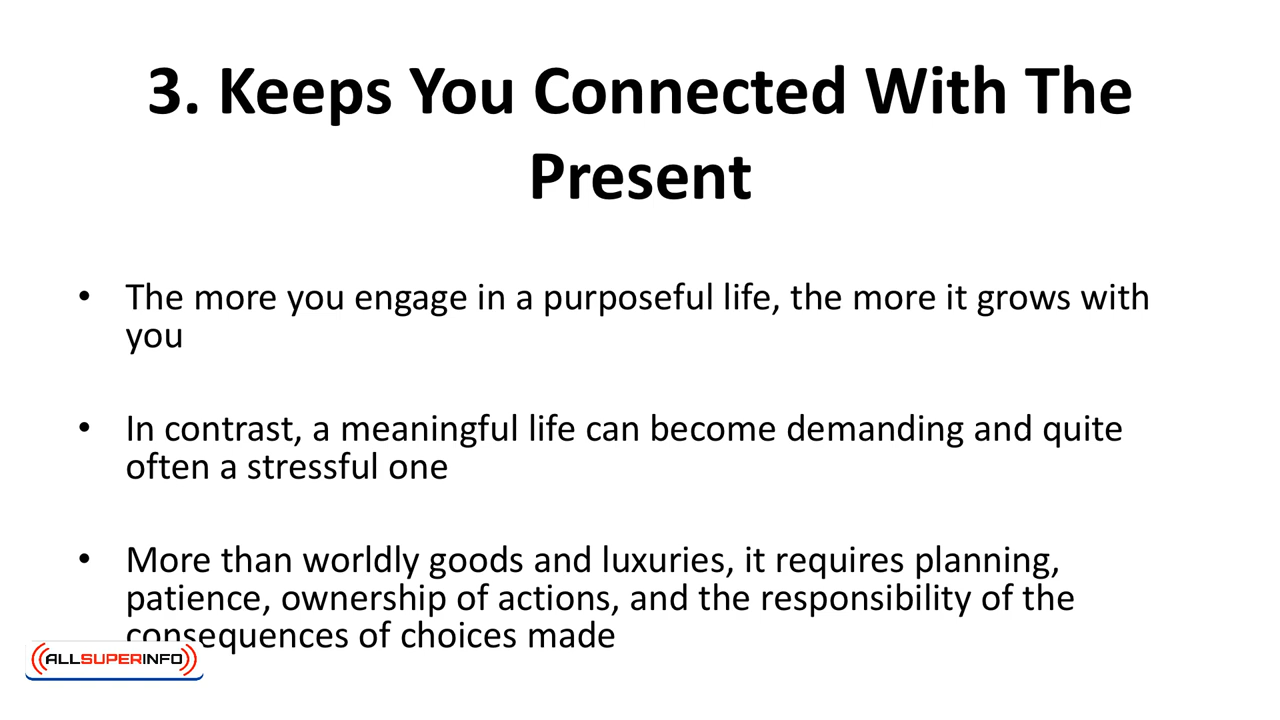 3. Keeps You Connected With The
Present
• The more you engage in a purposeful life, the more it grows with
you
• In contrast, a meaningful life can become demanding and quite
often a stressful one
• More than worldly goods and luxuries, it requires planning,
patience, ownership of actions, and the responsibility of the
consequences of choices made
ALLSUPERINFO